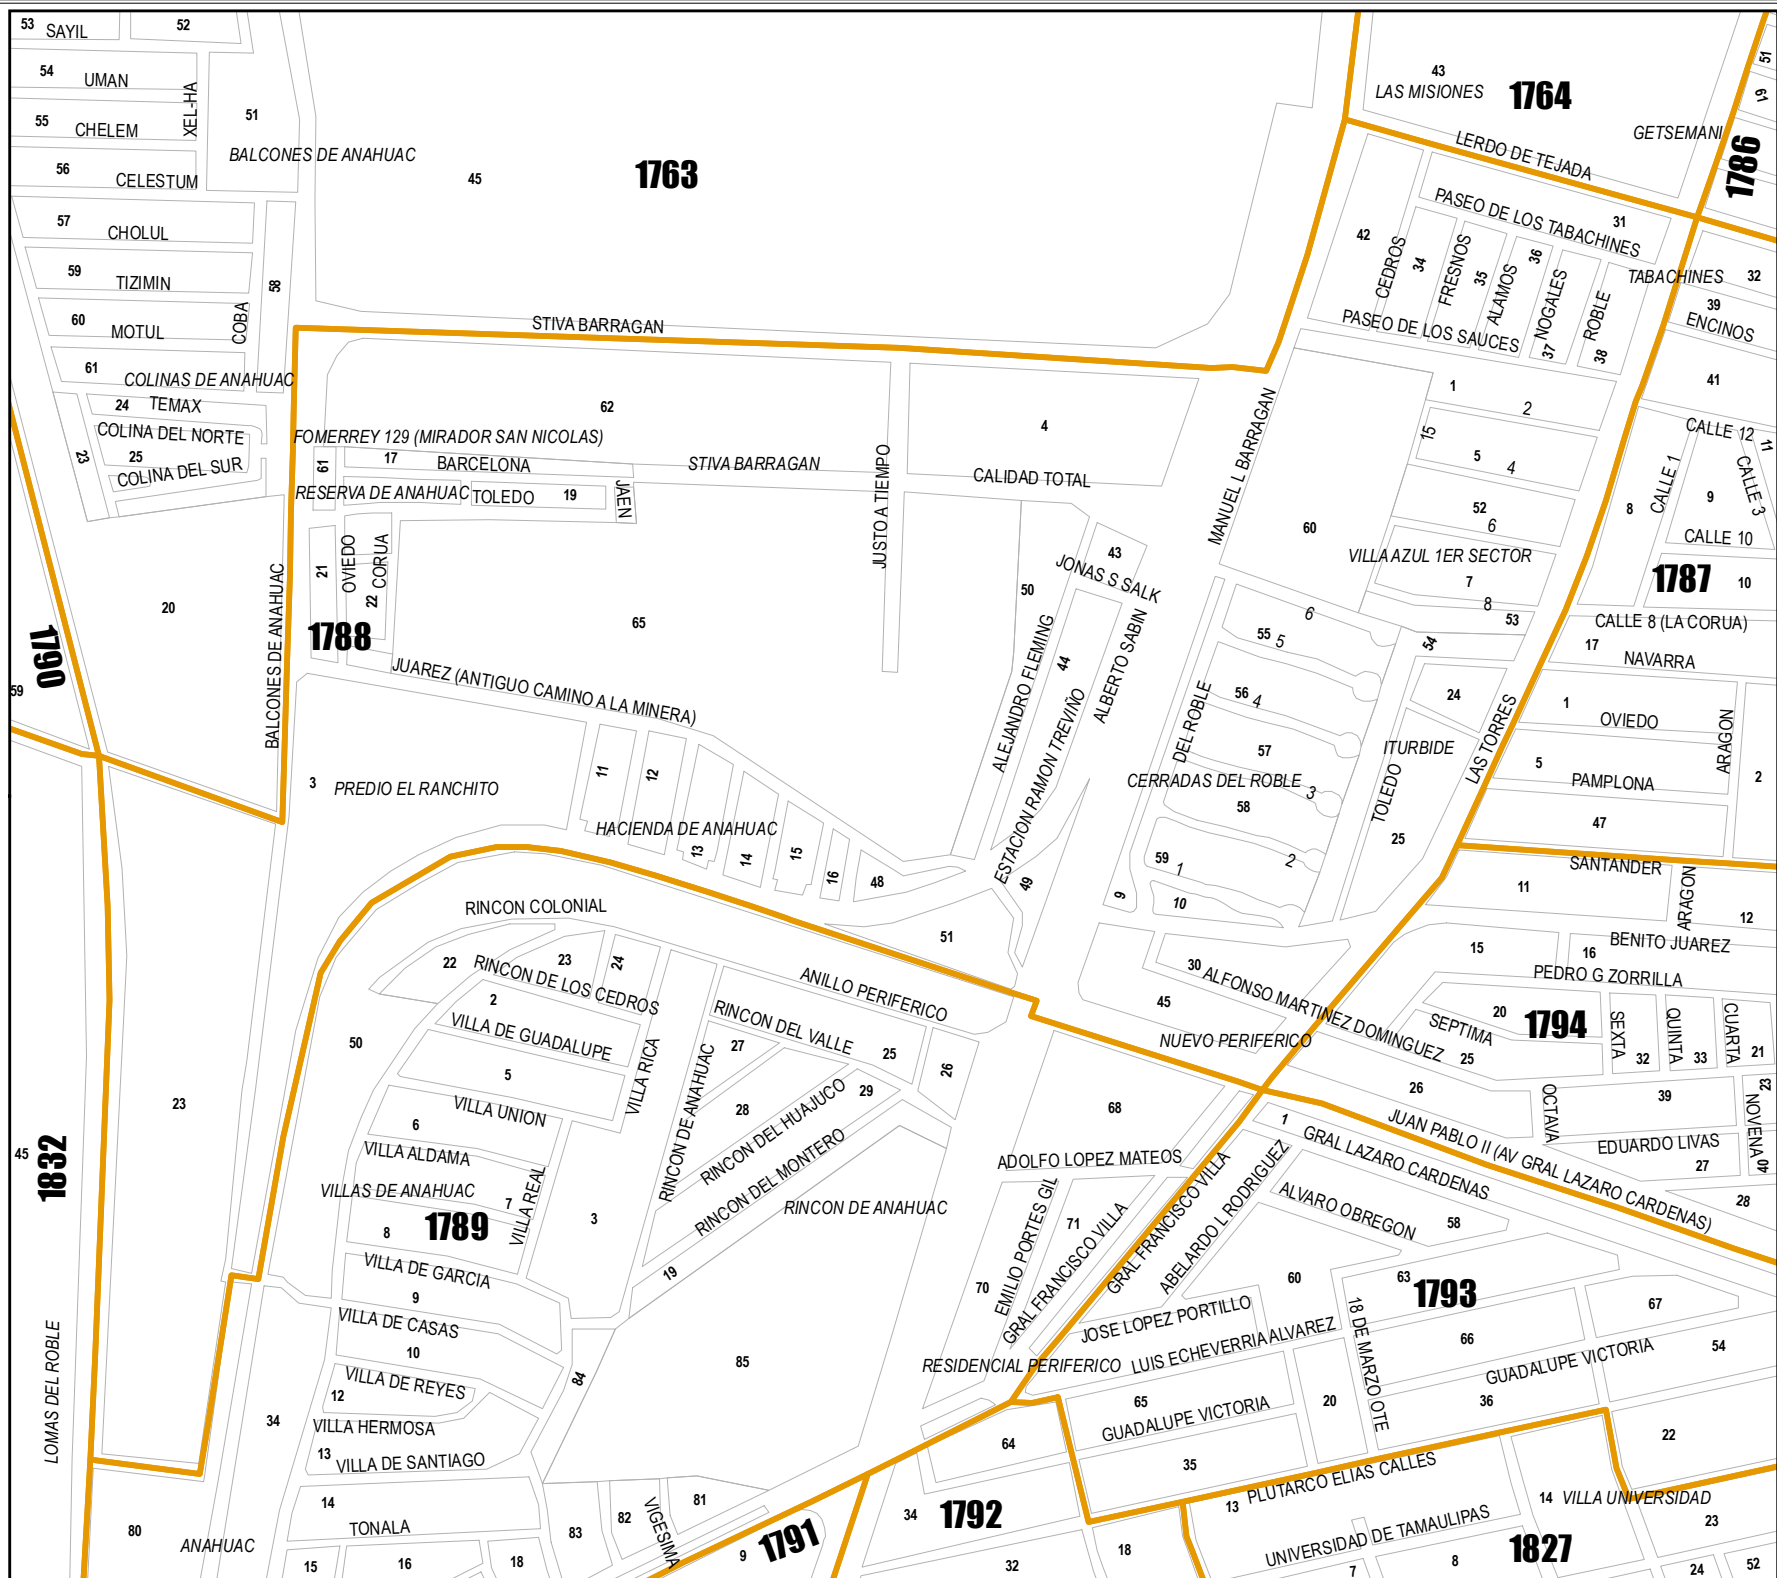 53 SAYIL
52
54 UMAN
XEL-HA
51
55 CHELEM
BALCONES DE ANAHUAC
45
1763
56 CELESTUM
57 CHOLUL
59 TIZIMIN
58
60 MOTUL
COBA
61
COLINAS DE ANAHUAC
24 TEMAX
COLINA DEL NORTE
23
25
COLINA DEL SUR
STIVA BARRAGAN
43
LAS MISIONES
1764
GETSEMANI
51
61
1786
LERDO DE TEJADA
PASEO DE LOS TABACHINES
31
42
CEDROS
34
FRESNOS
35
ALAMOS
36
NOGALES
37
ROBLE
38
PASEO DE LOS SAUCES
TABACHINES
32
39
ENCINOS
41
62
4
FOMERREY 129 (MIRADOR SAN NICOLAS)
61
17
BARCELONA
STIVA BARRAGAN
CALIDAD TOTAL
RESERVA DE ANAHUAC
TOLEDO
19
JAEN
JUSTO A TIEMPO
MANUEL L BARRAGAN
1
2
15
5
4
52
6
VILLA AZUL 1ER SECTOR
7
8
53
60
CALLE 12
11
CALLE 1
CALLE 3
8
9
CALLE 10
1787
10
CALLE 8 (LA CORUA)
17
NAVARRA
20
BALCONES DE ANAHUAC
21
OVIEDO
22
CORUA
1788
65
50
43
JONAS S SALK
ALEJANDRO FLEMING
44
ALBERTO SABIN
ESTACION RAMON TREVIÑO
JUAREZ (ANTIGUO CAMINO A LA MINERA)
6
55
5
54
24
56
4
DEL ROBLE
57
CERRADAS DEL ROBLE
3
58
59
1
2
10
9
TOLEDO
ITURBIDE
25
LAS TORRES
1
OVIEDO
ARAGON
5
PAMPLONA
2
47
1790
59
3
PREDIO EL RANCHITO
11
12
HACIENDA DE ANAHUAC
13
14
15
16
48
49
51
SANTANDER
11
ARAGON
12
BENITO JUAREZ
15
16
PEDRO G ZORRILLA
20
SEPTIMA
1794
SEXTA
QUINTA
CUARTA
25
32
33
21
RINCON COLONIAL
22
23
24
RINCON DE LOS CEDROS
2
VILLA DE GUADALUPE
ANILLO PERIFERICO
RINCON DEL VALLE
27
25
26
30
ALFONSO MARTINEZ DOMINGUEZ
45
NUEVO PERIFERICO
26
OCTAVA
39
23
NOVENA
50
5
VILLA RICA
RINCON DE ANAHUAC
28
RINCON DEL HUAJUCO
29
VILLA UNION
6
VILLA ALDAMA
RINCON DEL MONTERO
68
1
GRAL LAZARO CARDENAS
JUAN PABLO II (AV GRAL LAZARO CARDENAS)
EDUARDO LIVAS
27
40
28
23
45
1832
VILLAS DE ANAHUAC
7
VILLA REAL
1789
8
3
RINCON DE ANAHUAC
ADOLFO LOPEZ MATEOS
EMILIO PORTES GIL
71
GRAL FRANCISCO VILLA
GRAL FRANCISCO VILLA
ABELARDO L RODRIGUEZ
ALVARO OBREGON
58
VILLA DE GARCIA
19
70
60
63
1793
9
VILLA DE CASAS
JOSE LOPEZ PORTILLO
18 DE MARZO OTE
67
10
RESIDENCIAL PERIFERICO
LUIS ECHEVERRIA ALVAREZ
66
54
LOMAS DEL ROBLE
VILLA DE REYES
84
85
GUADALUPE VICTORIA
12
34
VILLA HERMOSA
65
GUADALUPE VICTORIA
20
36
13
VILLA DE SANTIAGO
64
35
22
14
TONALA
81
82
VIGESIMA
83
34
1792
13
PLUTARCO ELIAS CALLES
14
VILLA UNIVERSIDAD
80
ANAHUAC
15
16
18
9
1791
32
18
UNIVERSIDAD DE TAMAULIPAS
7
8
1827
23
24
52